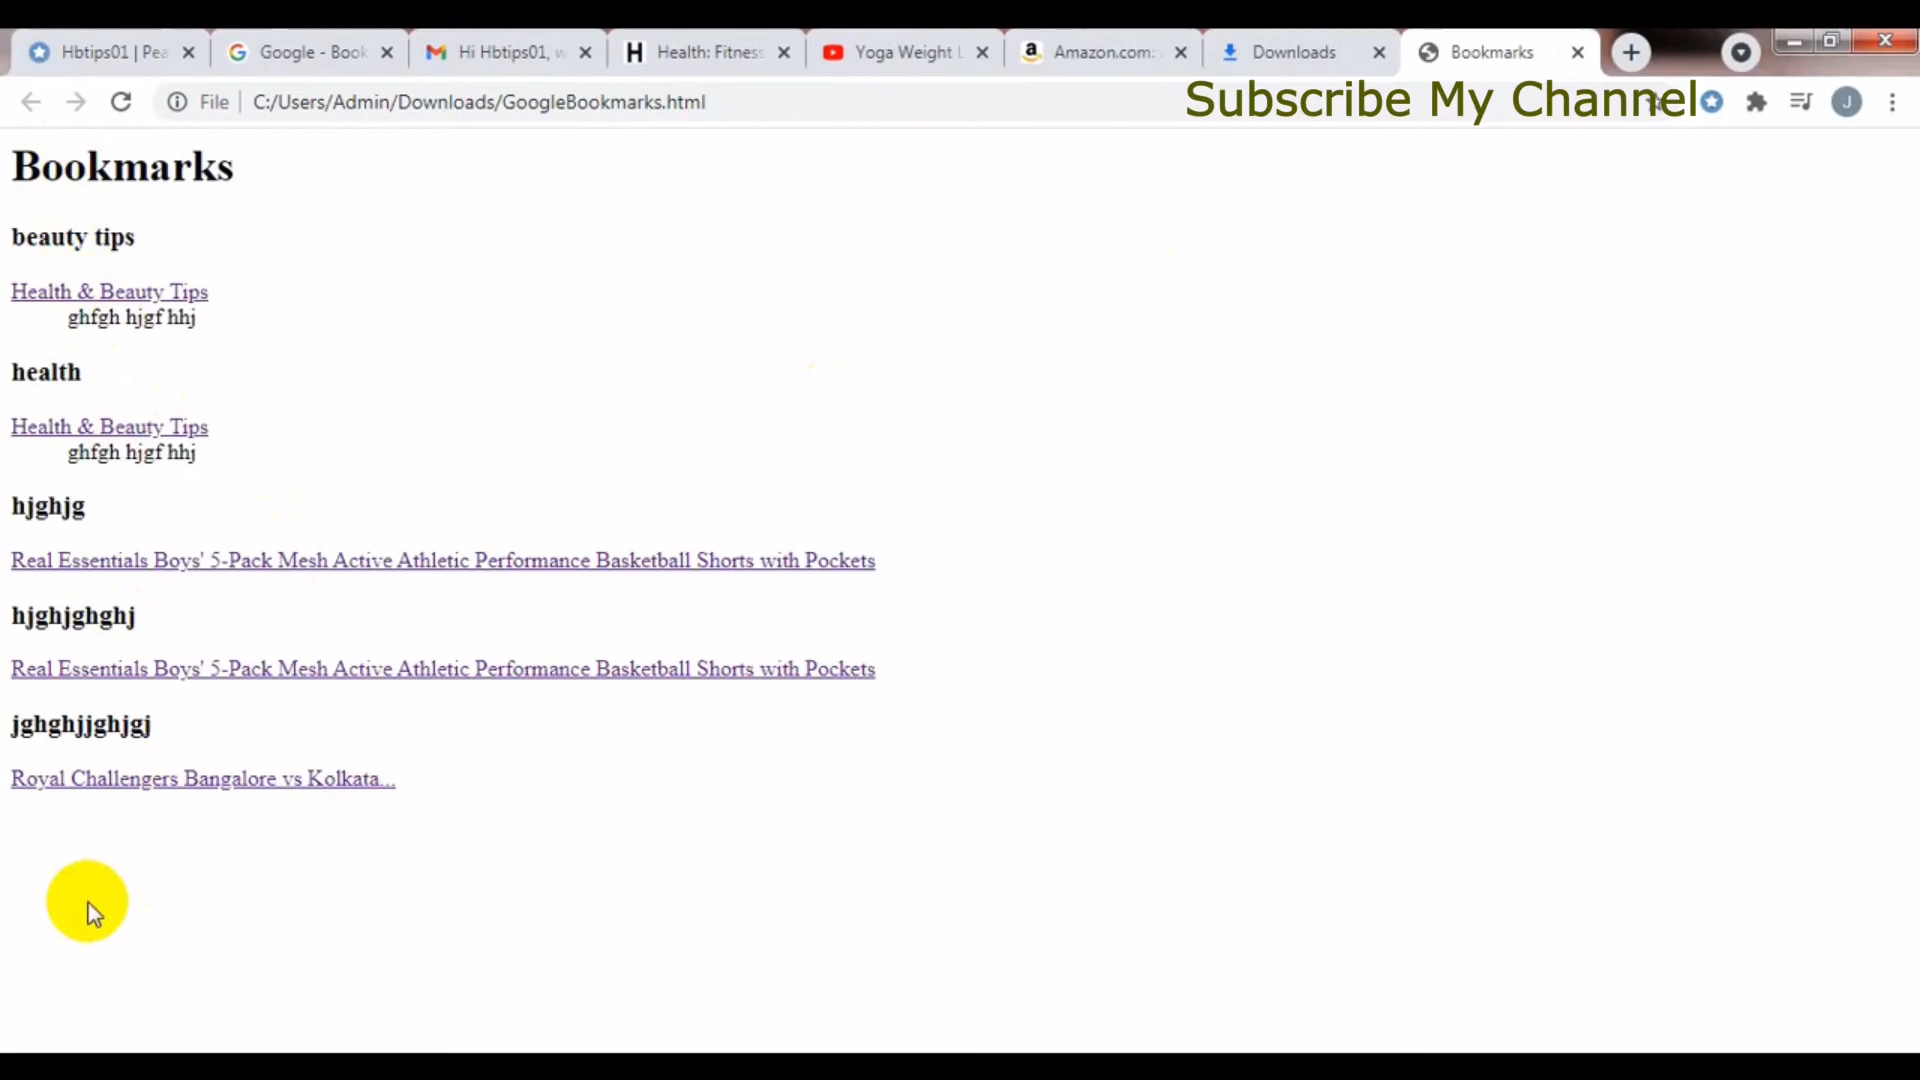 Hbtips01 | Pea
Google - Book
Hi Hbtips01, w
Health: Fitness
Yoga Weight L
Amazon.com:
Downloads
Bookmarks
File
C:/Users/Admin/Downloads/GoogleBookmarks.html
Subscribe My Channel
J
Bookmarks
beauty tips
Health & Beauty Tips
ghfgh hjgf hhj
health
Health & Beauty Tips
ghfgh hjgf hhj
hjghjg
Real Essentials Boys' 5-Pack Mesh Active Athletic Performance Basketball Shorts with Pockets
hjghjghghj
Real Essentials Boys' 5-Pack Mesh Active Athletic Performance Basketball Shorts with Pockets
jghghjjghjgj
Royal Challengers Bangalore vs Kolkata...